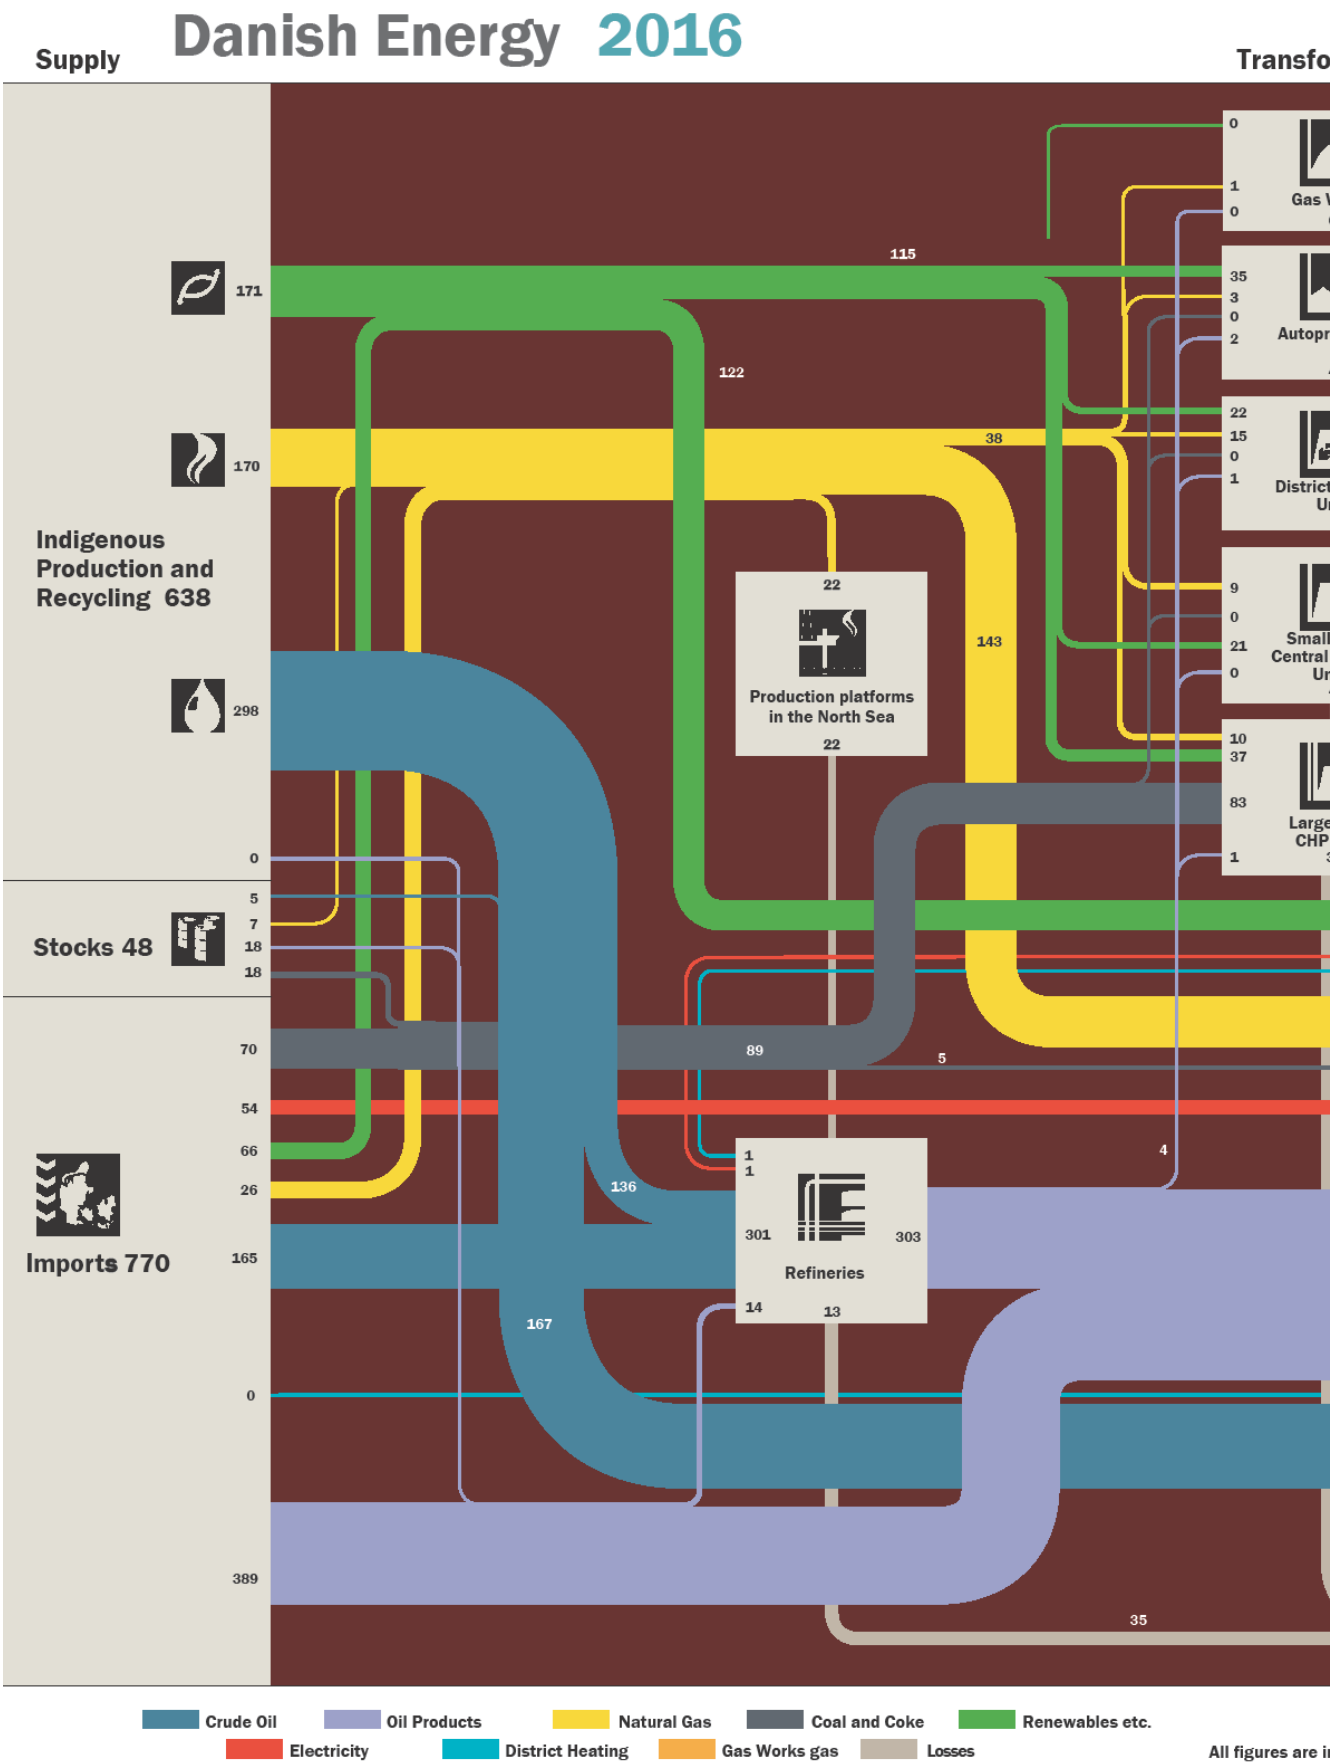 Danish Energy 2016
Supply
Transfo
0
1
0
Gas
115
171
35
3
0
2
Autopr
122
22
15
0
1
District
Ur
38
170
Indigenous
Production and
Recycling 638
22
Production platforms
in the North Sea
22
143
9
0
21
0
Small
Central
Ur
298
10
37
83
1
Large
CHP
0
5
7
18
18
Stocks 48
70
89
5
54
66
26
165
Imports 770
136
1
1
301
303
Refineries
14
13
4
167
0
389
35
Crude Oil
Oil Products
Natural Gas
Coal and Coke
Renewables etc.
Electricity
District Heating
Gas Works gas
Losses
All figures are i